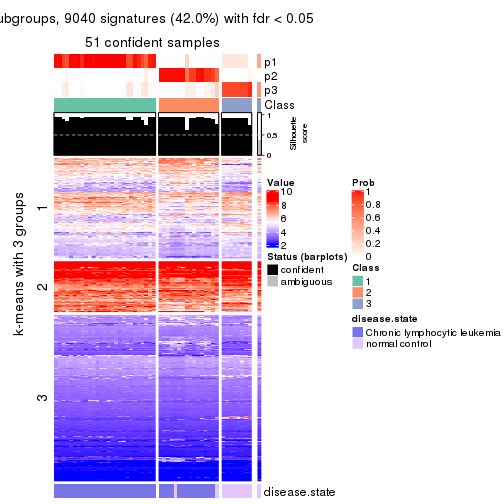 ubgroups, 9040 signatures (42.0%) with fdr < 0.05
51 confident samples
p1
p2
p3
Class
1
0.5
0
Silhouette
score
k-means with 3 groups
1
2
3
Value
10
8
6
4
2
Status (barplots)
confident
ambiguous
Prob
1
0.8
0.6
0.4
0.2
0
Class
1
2
3
disease.state
Chronic lymphocytic leukemia
normal control
disease.state